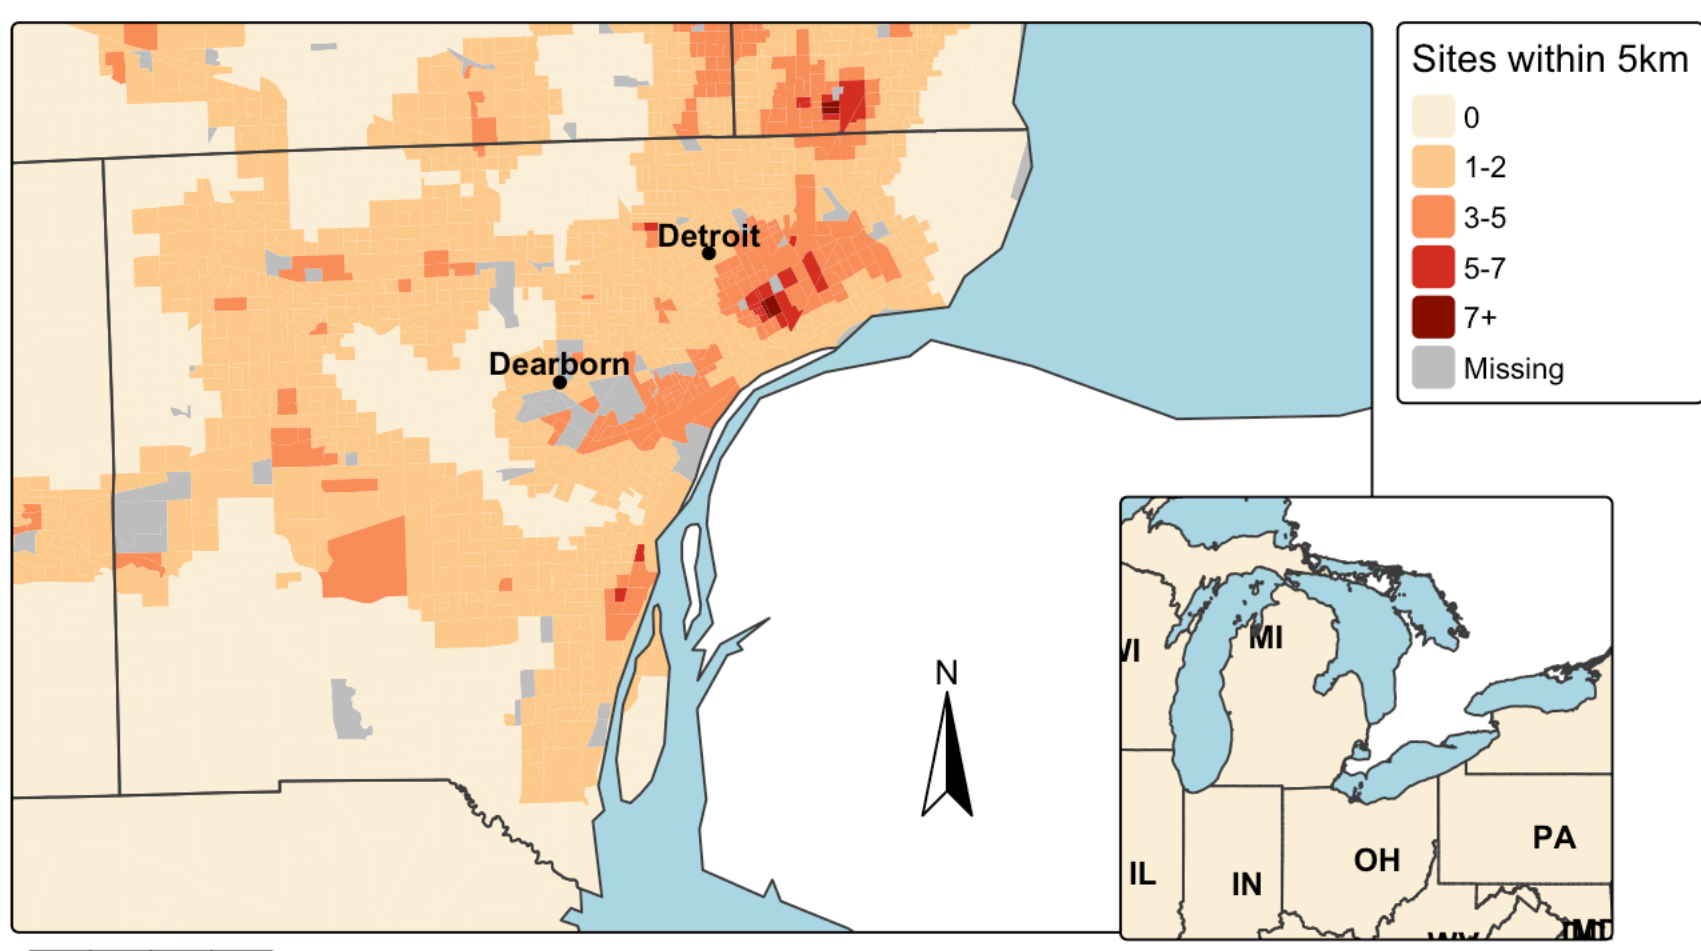 Sites within 5km
0
1-2
3-5
5-7
7+
Missing
Detroit
Dearborn
N
MI
PA
OH
IL
IN